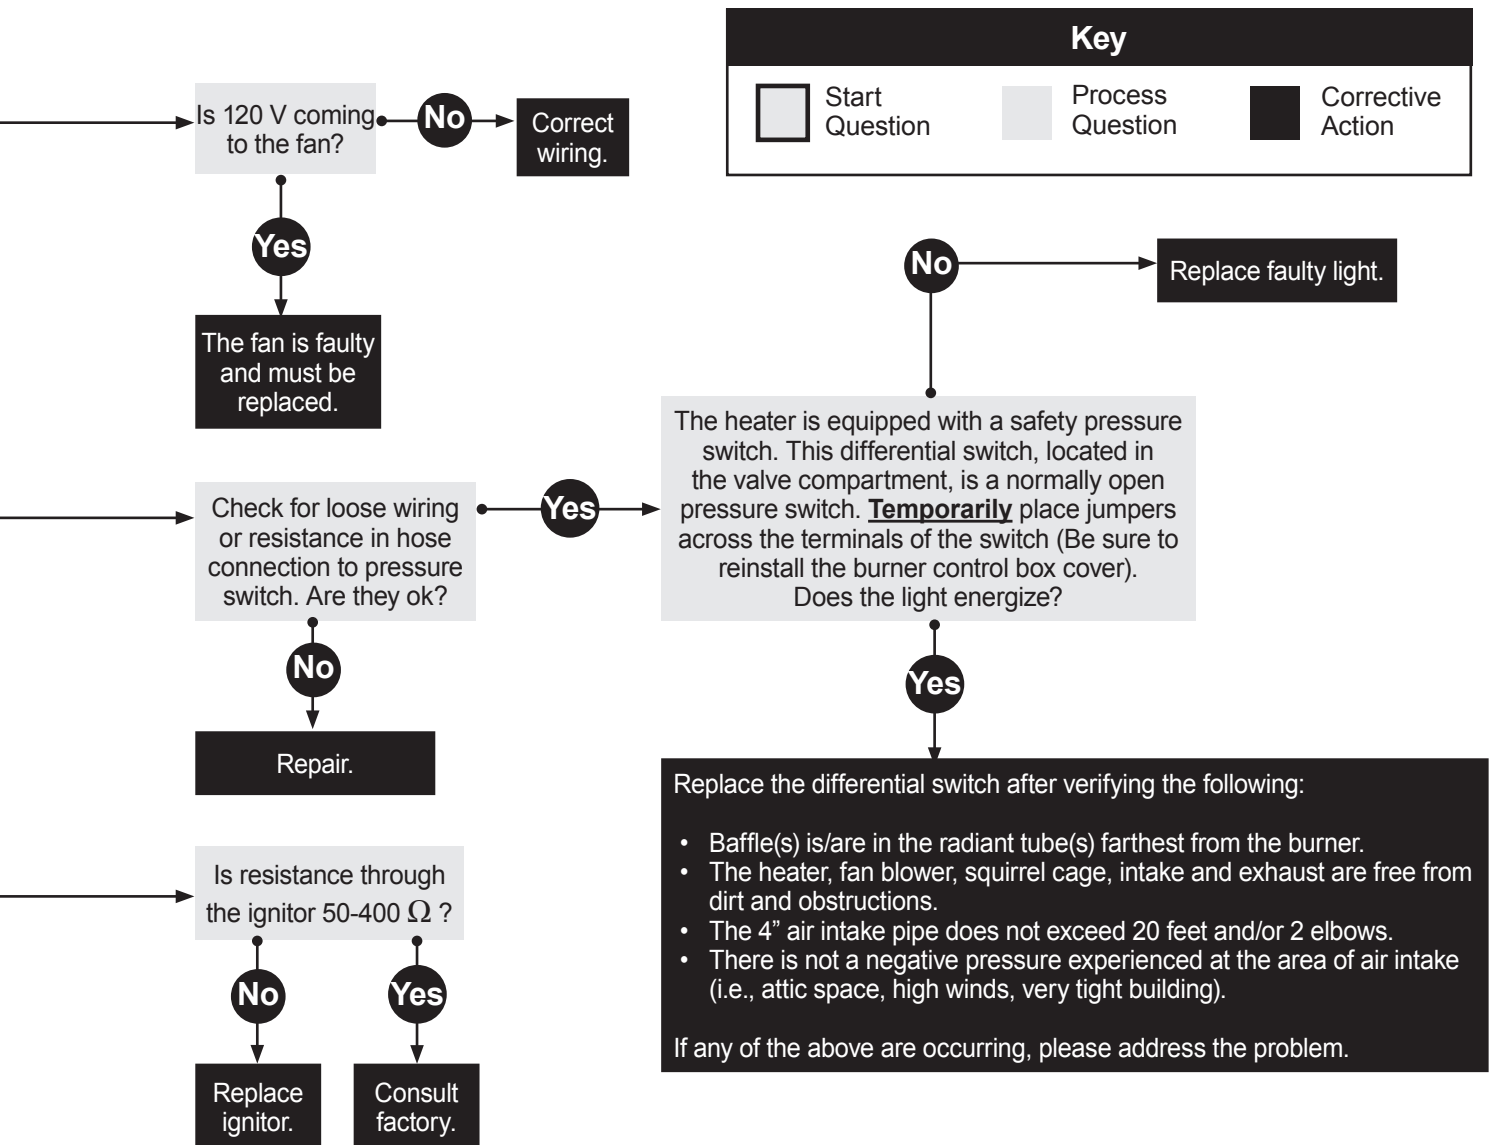 Key
Start
Question
Process
Question
Corrective
Action
Is 120 V coming
to the fan?
No
Correct
wiring.
Yes
The fan is faulty
and must be
replaced.
Check for loose wiring
or resistance in hose
connection to pressure
switch. Are they ok?
Yes
No
Repair.
The heater is equipped with a safety pressure
switch. This differential switch, located in
the valve compartment, is a normally open
pressure switch. Temporarily place jumpers
across the terminals of the switch (Be sure to
reinstall the burner control box cover).
Does the light energize?
No
Replace faulty light.
Yes
Replace the differential switch after verifying the following:
• Baffle(s) is/are in the radiant tube(s) farthest from the burner.
• The heater, fan blower, squirrel cage, intake and exhaust are free from
dirt and obstructions.
• The 4” air intake pipe does not exceed 20 feet and/or 2 elbows.
• There is not a negative pressure experienced at the area of air intake
(i.e., attic space, high winds, very tight building).
If any of the above are occurring, please address the problem.
Is resistance through
the ignitor 50-400 Ω ?
No
Replace
ignitor.
Yes
Consult
factory.